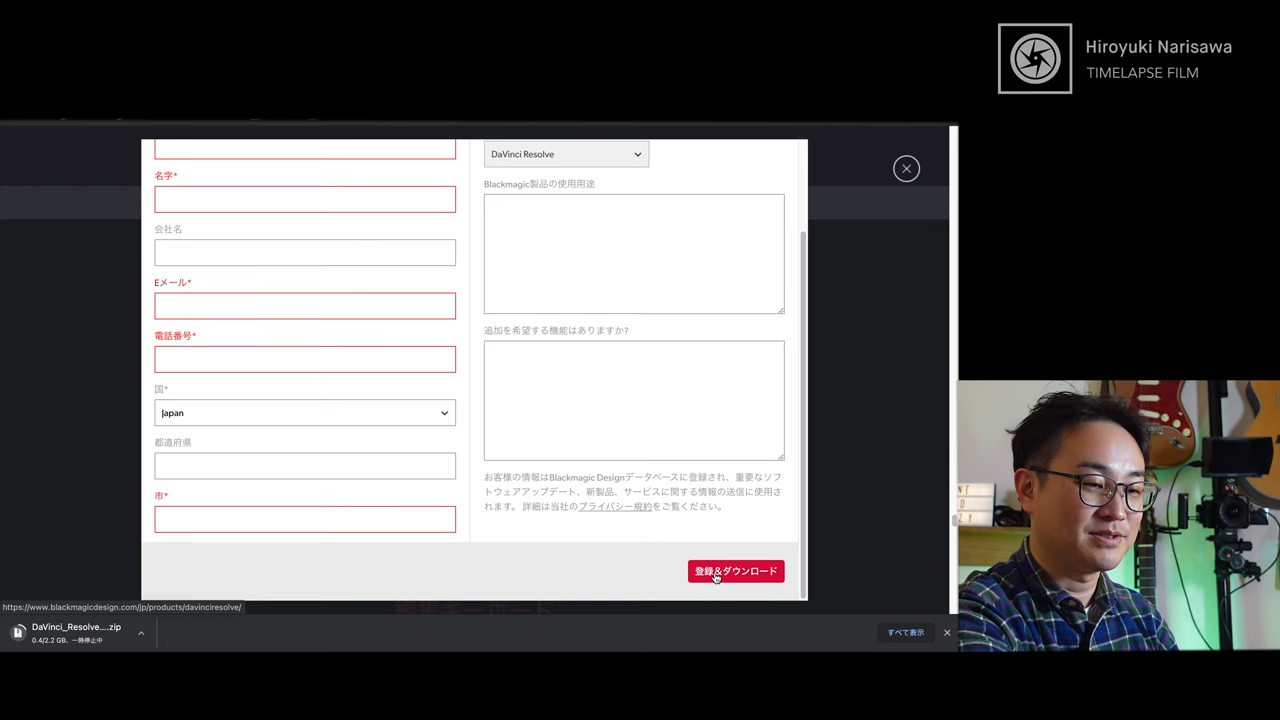 Hiroyuki Narisawa
TIMELAPSE FILM
名字*
会社名
Eメール*
電話番号*
国*
Japan
都道府県
市*
DaVinci Resolve
Blackmagic製品の使用用途
追加を希望する機能はありますか?
お客様の情報はBlackmagic Designデータベースに登録され、重要なソフ
トウェアアップデート、新製品、サービスに関する情報の送信に使用さ
れます。 詳細は当社のプライバシー規約をご覧ください。
登録&ダウンロード
編集キーボード
https://www.blackmagicdesign.com/jp/products/davinciresolve/
DaVinci_Resolve....zip
0.4/2.2 GB、一時停止中
すべて表示